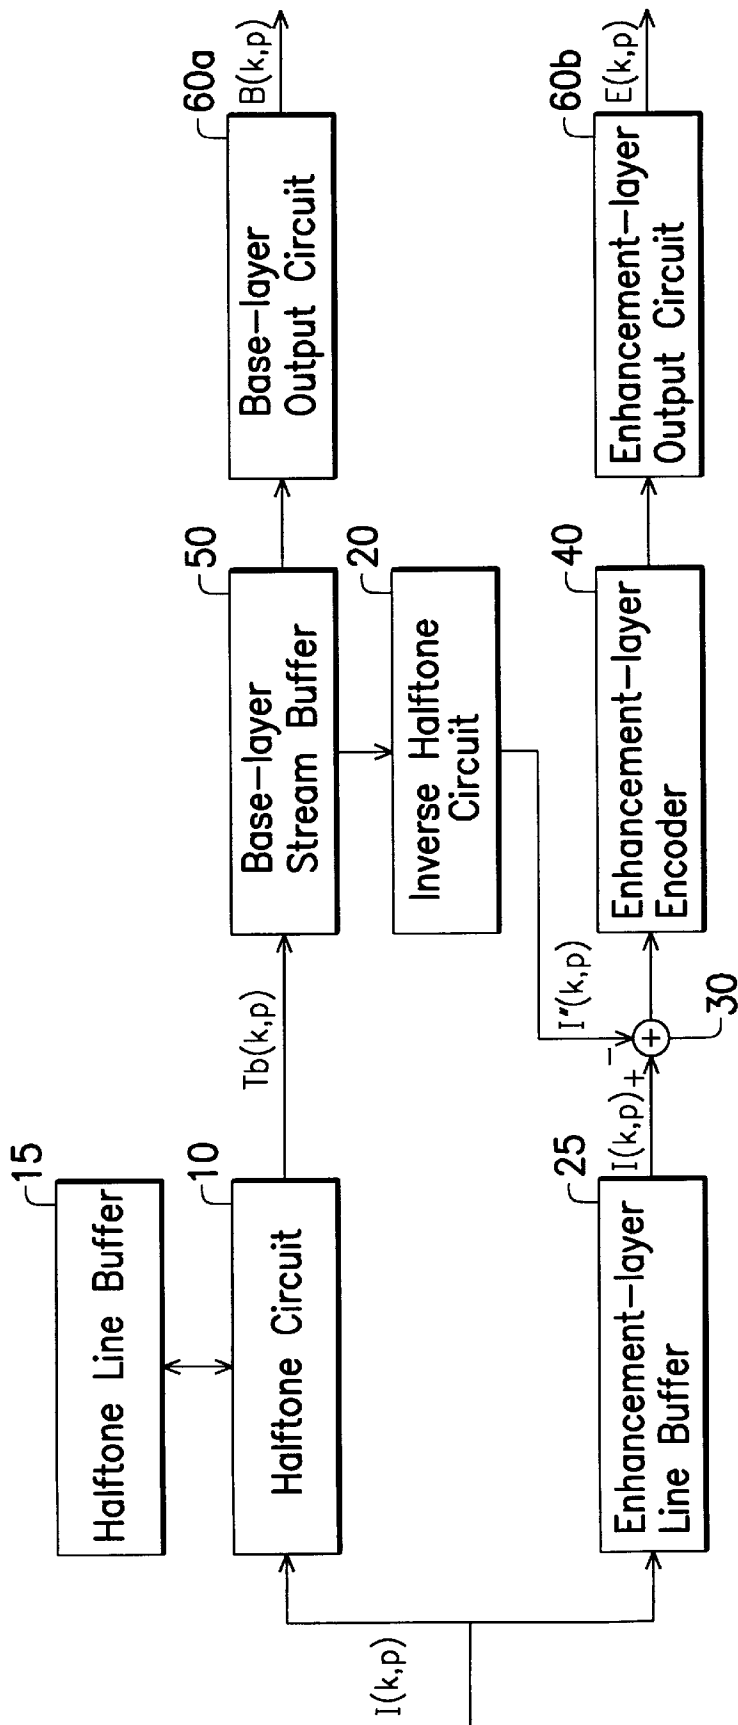 15
Halftone Line Buffer
I(k,p)
10
Halftone Circuit
Tb(k,p)
50
Base-layer
Stream Buffer
60a
Base-layer
Output Circuit
B(k,p)
20
Inverse Halftone
Circuit
I"(k,p)
25
Enhancement-layer
Line Buffer
I(k,p)
+
-
+
30
40
Enhancement-layer
Encoder
60b
Enhancement-layer
Output Circuit
E(k,p)